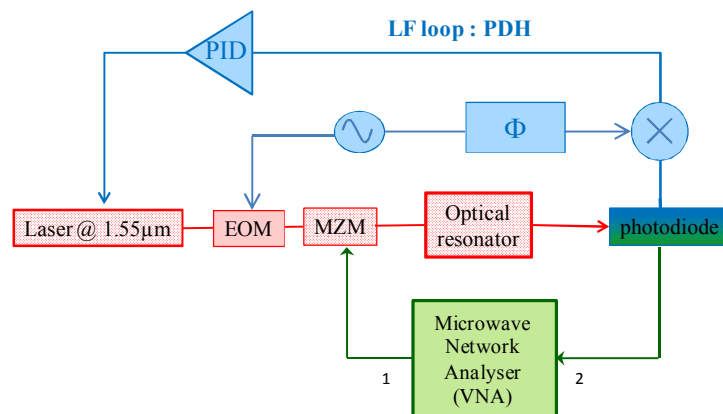 LF loop : PDH
PID
Φ
Laser @ 1.55µm
EOM
MZM
Optical
resonator
photodiode
Microwave
Network
Analyser
(VNA)
1
2